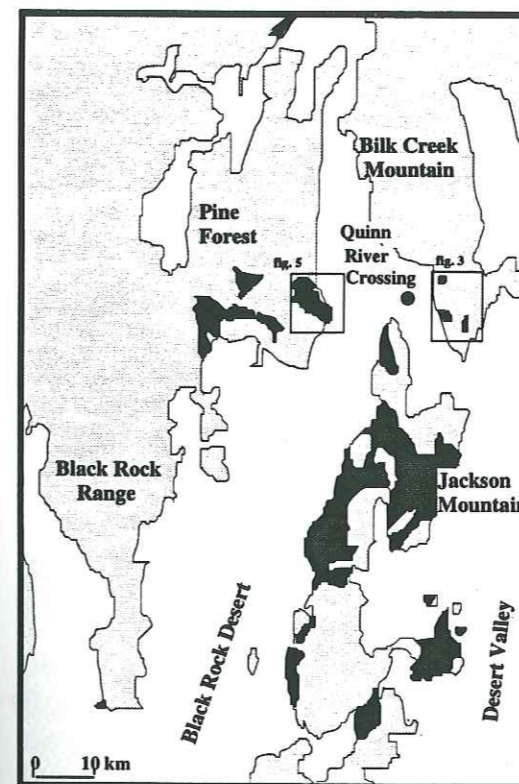 Bilk Creek
Mountain
Pine
Forest
fig. 5
Quinn
River
Crossing
fig. 3
Black Rock
Range
Jackson
Mountain
Black Rock Desert
Desert Valley
0 10 km